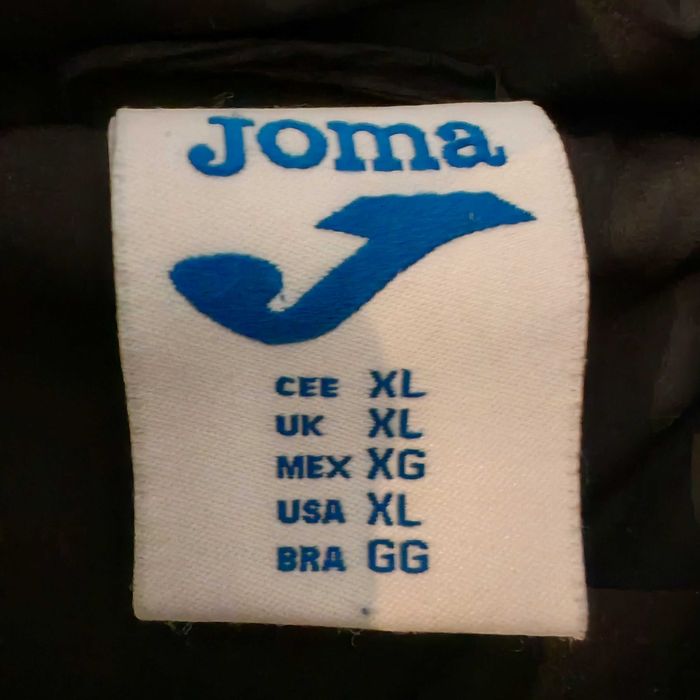 Joma
CEE XL
UK XL
MEX XG
USA XL
BRA GG